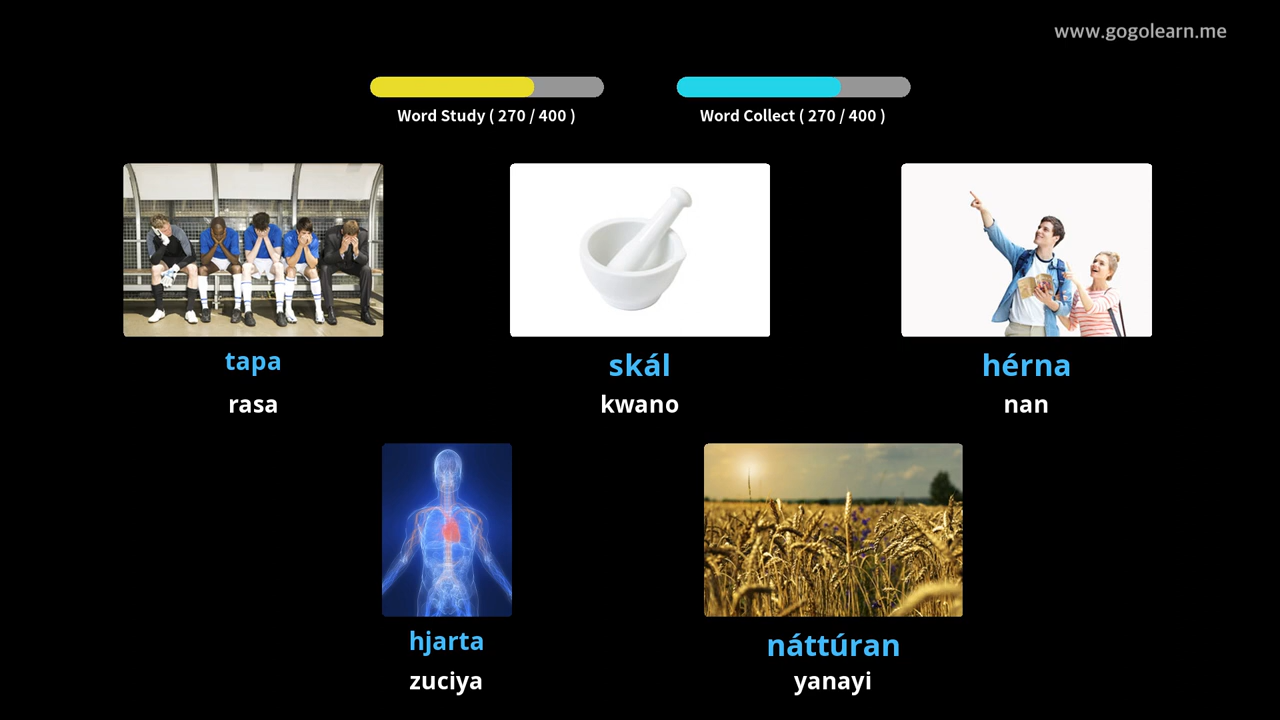 www.gogolearn.me
Word Study ( 270 / 400 )
Word Collect ( 270 / 400 )
tapa
rasa
skál
kwano
hérna
nan
hjarta
zuciya
náttúran
yanayi